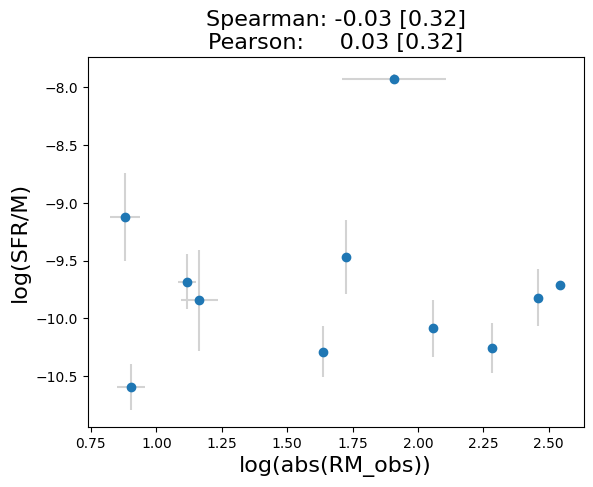 Spearman: -0.03 [0.32]
Pearson: 0.03 [0.32]
log(SFR/M)
−8.0
−8.5
−9.0
−9.5
−10.0
−10.5
0.75 1.00 1.25 1.50 1.75 2.00 2.25 2.50
log(abs(RM_obs))